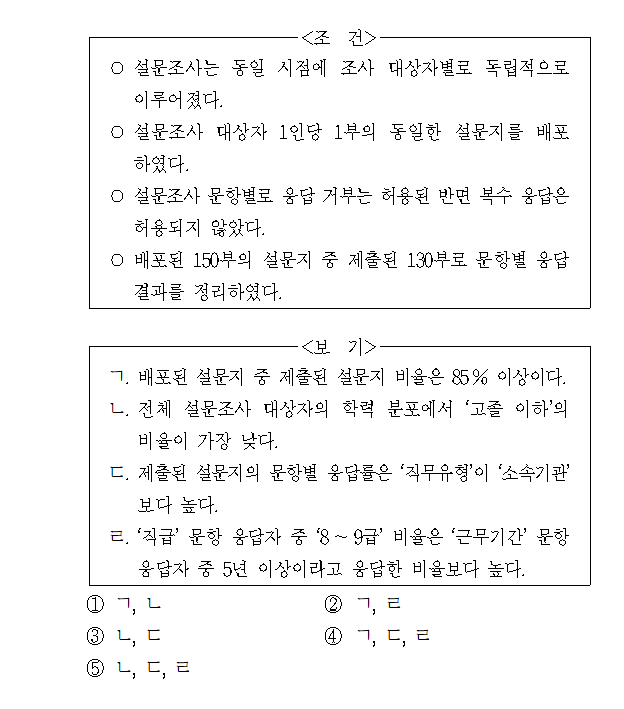 <조 건>
○ 설문조사는 동일 시점에 조사 대상자별로 독립적으로
이루어졌다.
○ 설문조사 대상자 1인당 1부의 동일한 설문지를 배포
하였다.
○ 설문조사 문항별로 응답 거부는 허용된 반면 복수 응답은
허용되지 않았다.
○ 배포된 150부의 설문지 중 제출된 130부로 문항별 응답
결과를 정리하였다.
<보 기>
ㄱ. 배포된 설문지 중 제출된 설문지 비율은 85% 이상이다.
ㄴ. 전체 설문조사 대상자의 학력 분포에서 ‘고졸 이하’의
비율이 가장 낮다.
ㄷ. 제출된 설문지의 문항별 응답률은 ‘직무유형’이 ‘소속기관’
보다 높다.
ㄹ. ‘직급’ 문항 응답자 중 ‘8∼9급’ 비율은 ‘근무기간’ 문항
응답자 중 5년 이상이라고 응답한 비율보다 높다.
① ㄱ, ㄴ ② ㄱ, ㄹ
③ ㄴ, ㄷ ④ ㄱ, ㄷ, ㄹ
⑤ ㄴ, ㄷ, ㄹ